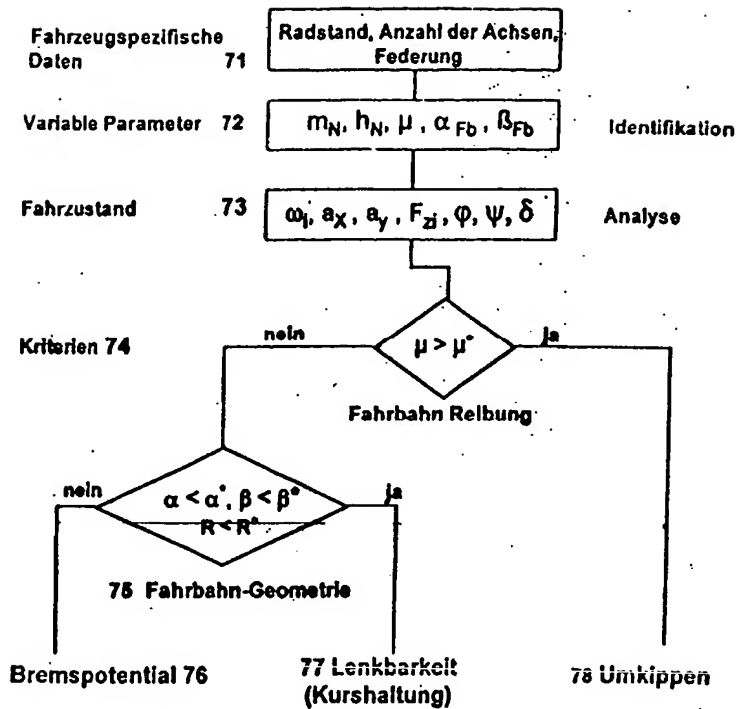 Fahrzeugspezifische
Daten 71
Radstand, Anzahl der Achsen,
Federung
Variable Parameter 72
m_N, h_N, μ, α_Fb, β_Fb
Identifikation
Fahrzustand 73
ω_i, a_x, a_y, F_zi, φ, ψ, δ
Analyse
Kriterien 74
nein
μ > μ*
ja
Fahrbahn Reibung
nein
α < α*, β < β*
R < R*
ja
75 Fahrbahn-Geometrie
Bremspotential 76
77 Lenkbarkeit
(Kurshaltung)
78 Umkippen